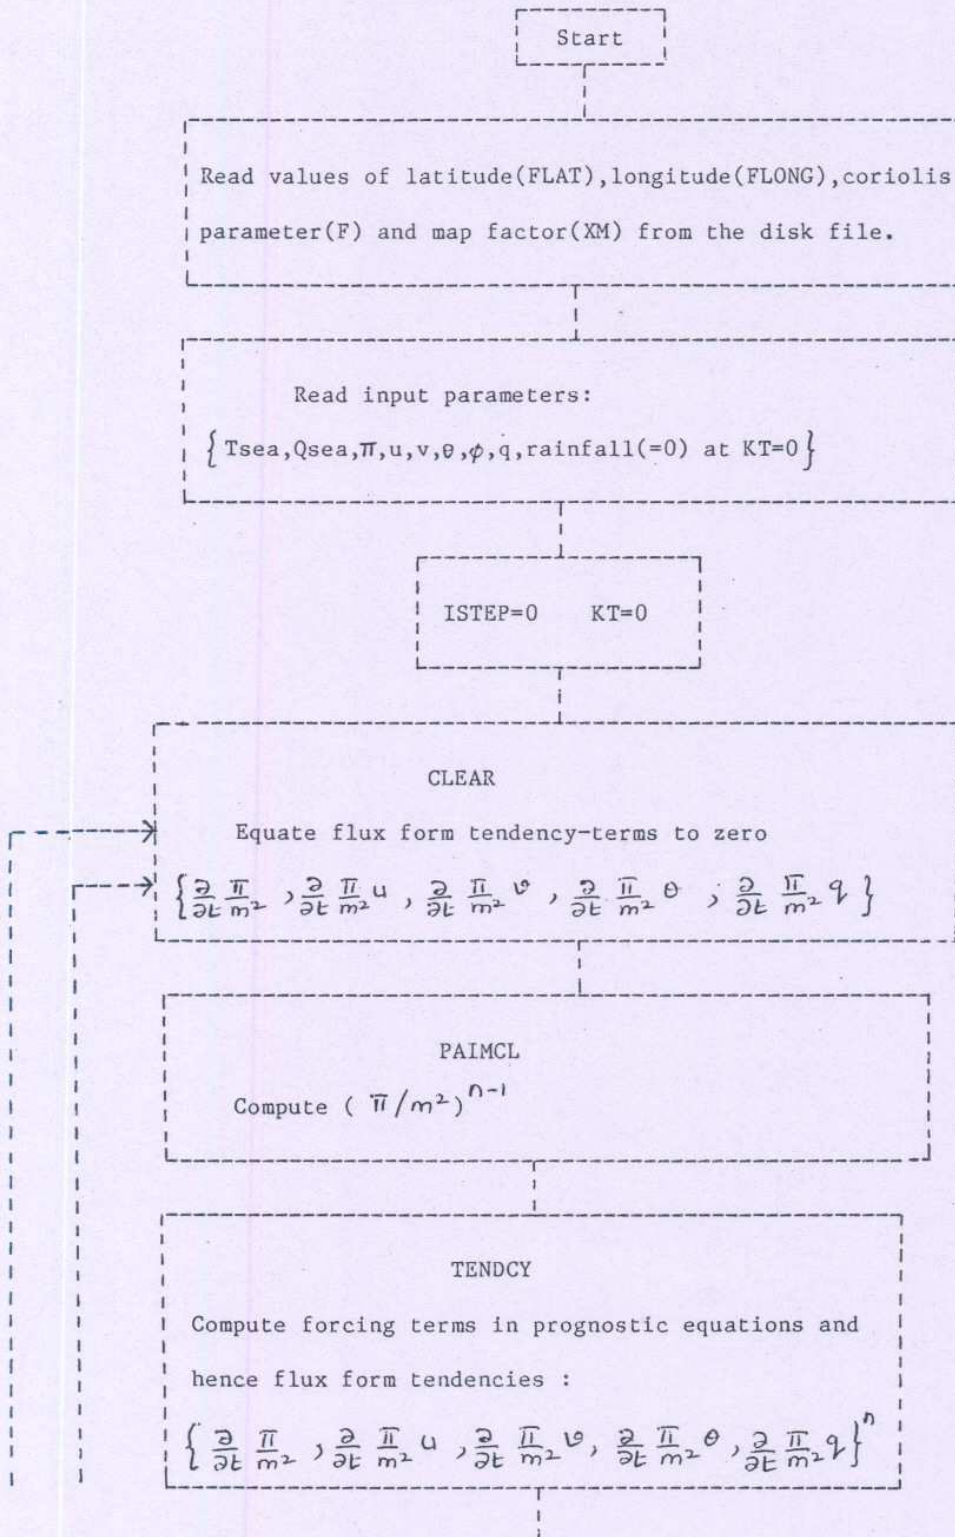 Start
Read values of latitude(FLAT),longitude(FLONG),coriolis
parameter(F) and map factor(XM) from the disk file.
Read input parameters:
{Tsea,Qsea,π,u,v,θ,φ,q,rainfall(=0) at KT=0}
ISTEP=0 KT=0
CLEAR
Equate flux form tendency-terms to zero
{∂/∂t π/m², ∂/∂t π/m² u, ∂/∂t π/m² v, ∂/∂t π/m² θ, ∂/∂t π/m² q}
PAIMCL
Compute (π/m²)ⁿ⁻¹
TENDCY
Compute forcing terms in prognostic equations and
hence flux form tendencies :
{∂/∂t π/m², ∂/∂t π/m² u, ∂/∂t π/m² v, ∂/∂t π/m² θ, ∂/∂t π/m² q}ⁿ